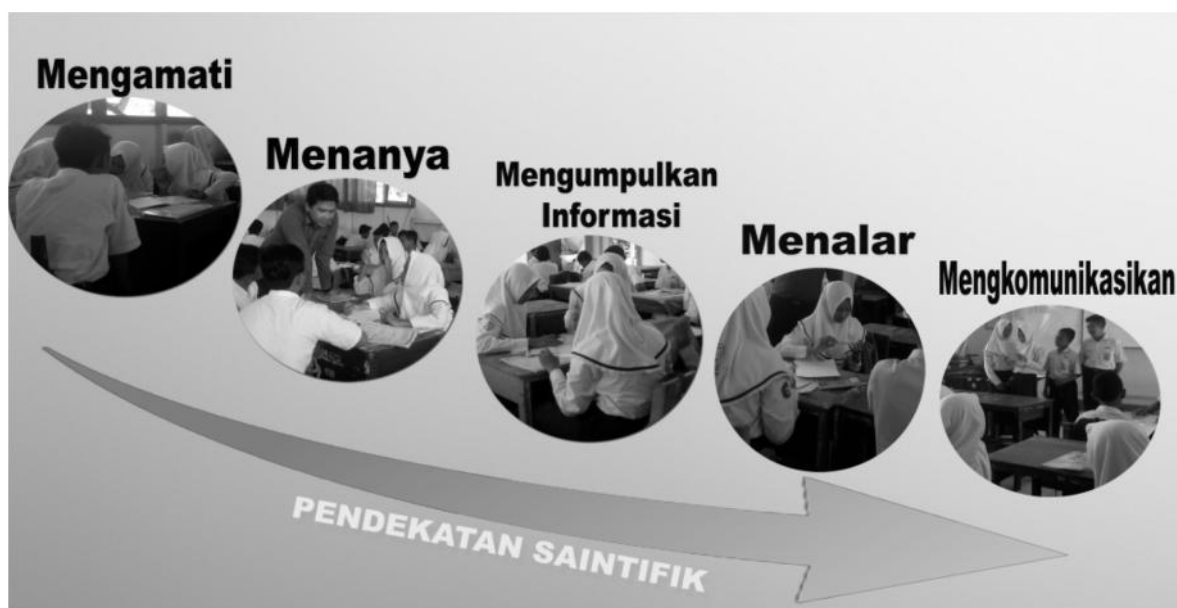 Mengamati
Menanya
Mengumpulkan
Informasi
Menalar
Mengkomunikasikan
PENDEKATAN SAINTIFIK